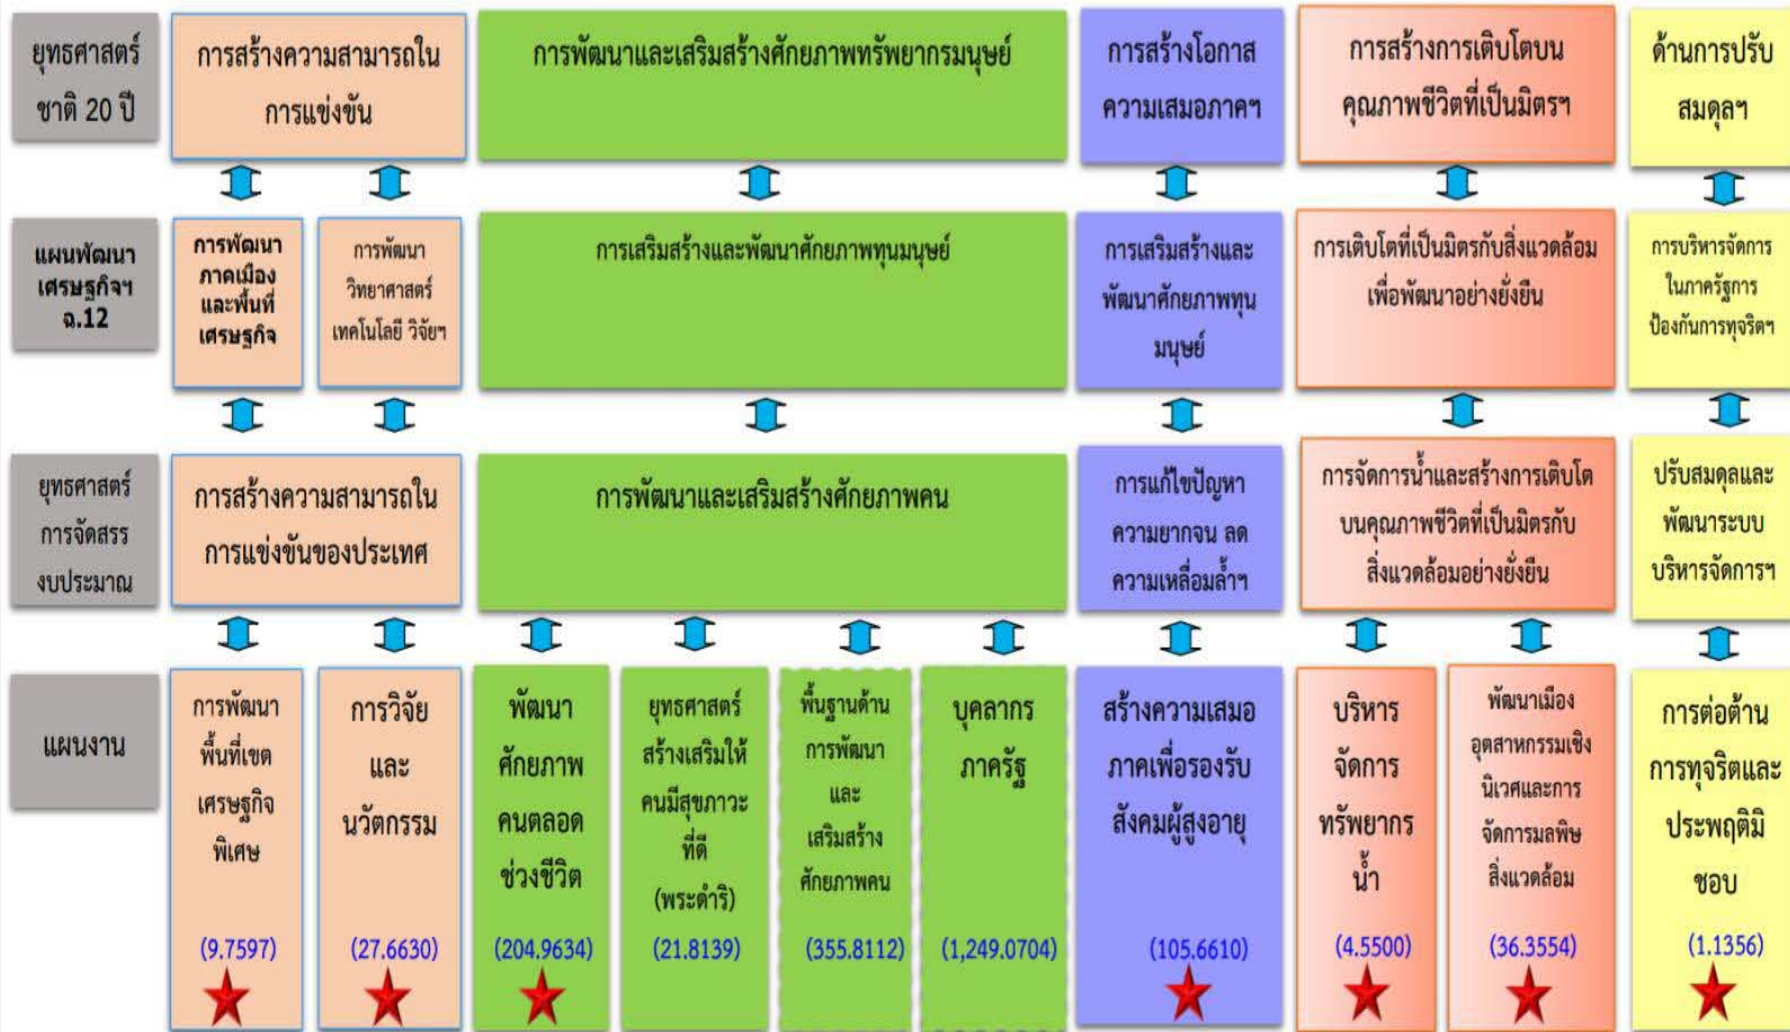 ยุทธศาสตร์
ชาติ 20 ปี
การสร้างความสามารถใน
การแข่งขัน
การพัฒนาและเสริมสร้างศักยภาพทรัพยากรมนุษย์
การสร้างโอกาส
ความเสมอภาคฯ
การสร้างการเติบโตบน
คุณภาพชีวิตที่เป็นมิตรฯ
ด้านการปรับ
สมดุลฯ
แผนพัฒนา
เศรษฐกิจฯ
ฉ.12
การพัฒนา
ภาคเมือง
และพื้นที่
เศรษฐกิจ
การพัฒนา
วิทยาศาสตร์
เทคโนโลยี วิจัยฯ
การเสริมสร้างและพัฒนาศักยภาพทุนมนุษย์
การเสริมสร้างและ
พัฒนาศักยภาพทุน
มนุษย์
การเติบโตที่เป็นมิตรกับสิ่งแวดล้อม
เพื่อพัฒนาอย่างยั่งยืน
การบริหารจัดการ
ในภาครัฐการ
ป้องกันการทุจริตฯ
ยุทธศาสตร์
การจัดสรร
งบประมาณ
การสร้างความสามารถใน
การแข่งขันของประเทศ
การพัฒนาและเสริมสร้างศักยภาพคน
การแก้ไขปัญหา
ความยากจน ลด
ความเหลื่อมล้ำฯ
การจัดการน้ำและสร้างการเติบโต
บนคุณภาพชีวิตที่เป็นมิตรกับ
สิ่งแวดล้อมอย่างยั่งยืน
ปรับสมดุลและ
พัฒนาระบบ
บริหารจัดการฯ
แผนงาน
การพัฒนา
พื้นที่เขต
เศรษฐกิจ
พิเศษ
(9.7597)
การวิจัย
และ
นวัตกรรม
(27.6630)
พัฒนา
ศักยภาพ
คนตลอด
ช่วงชีวิต
(204.9634)
ยุทธศาสตร์
สร้างเสริมให้
คนมีสุขภาวะ
ที่ดี
(พระดำริ)
(21.8139)
พื้นฐานด้าน
การพัฒนา
และ
เสริมสร้าง
ศักยภาพคน
(355.8112)
บุคลากร
ภาครัฐ
(1,249.0704)
สร้างความเสมอ
ภาคเพื่อรองรับ
สังคมผู้สูงอายุ
(105.6610)
บริหาร
จัดการ
ทรัพยากร
น้ำ
(4.5500)
พัฒนาเมือง
อุตสาหกรรมเชิง
นิเวศและการ
จัดการมลพิษ
สิ่งแวดล้อม
(36.3554)
การต่อต้าน
การทุจริตและ
ประพฤติมิ
ชอบ
(1.1356)